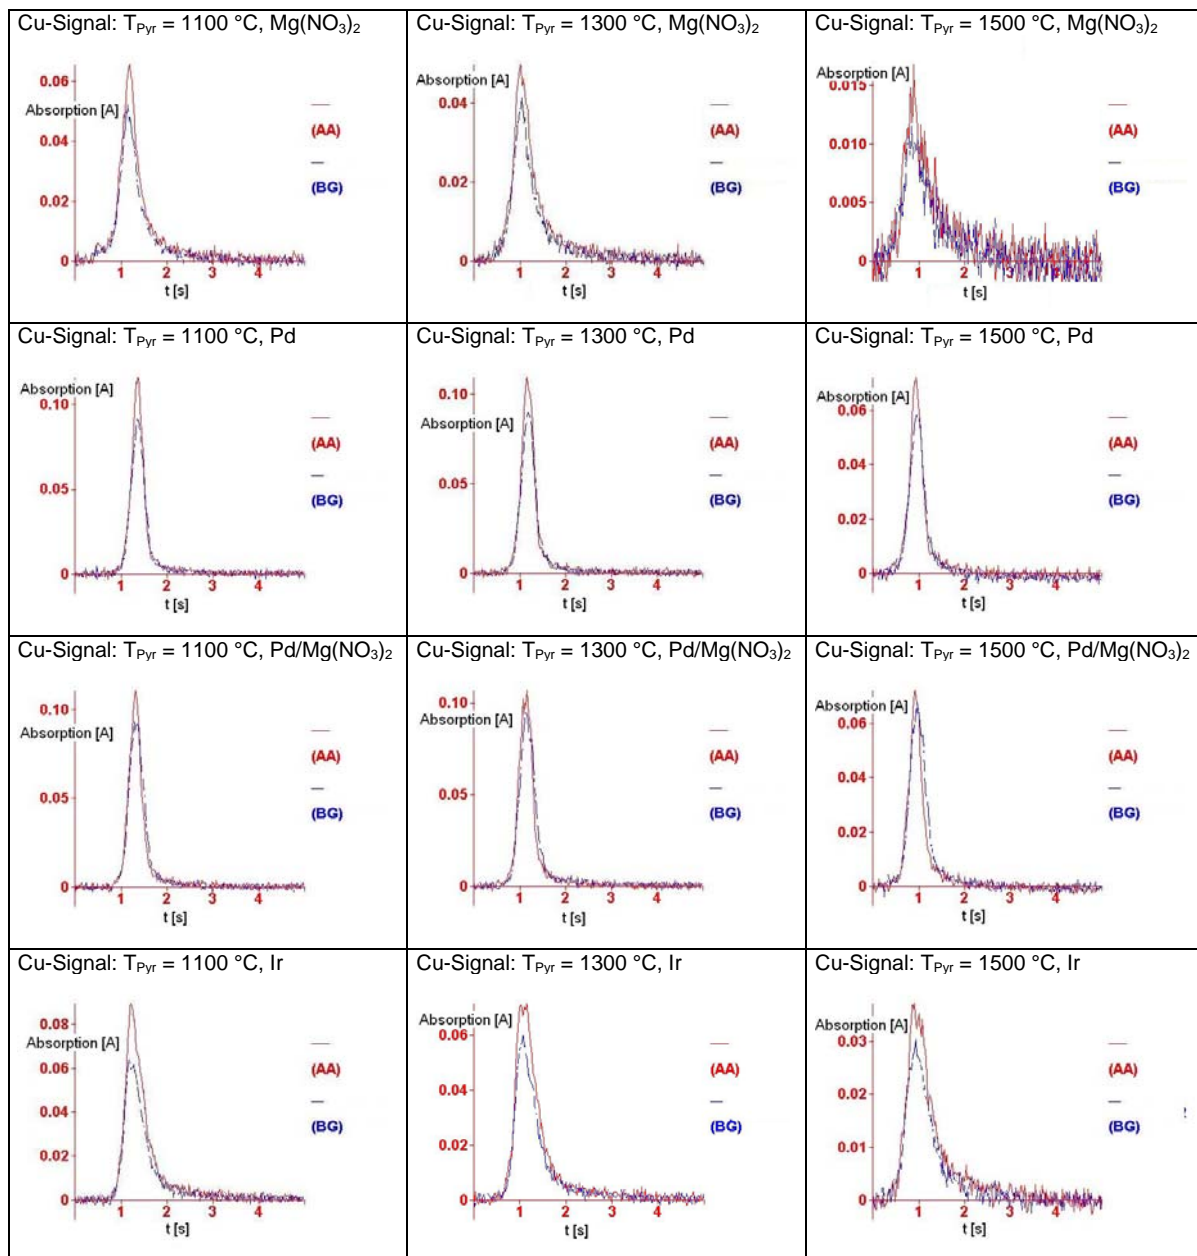 Cu-Signal: TPyr = 1100 °C, Mg(NO3)2
0.06
Absorption [A]
0.04
0.02
0
1 2 3 4
t [s]
(AA)
(BG)
Cu-Signal: TPyr = 1300 °C, Mg(NO3)2
Absorption [A]
0.04
0.02
0
1 2 3 4
t [s]
(AA)
(BG)
Cu-Signal: TPyr = 1500 °C, Mg(NO3)2
Absorption [A]
0.015
0.010
0.005
0
1 2 3 4
t [s]
(AA)
(BG)
Cu-Signal: TPyr = 1100 °C, Pd
Absorption [A]
0.10
0.05
0
1 2 3 4
t [s]
(AA)
(BG)
Cu-Signal: TPyr = 1300 °C, Pd
0.10
Absorption [A]
0.05
0
1 2 3 4
t [s]
(AA)
(BG)
Cu-Signal: TPyr = 1500 °C, Pd
Absorption [A]
0.06
0.04
0.02
0
1 2 3 4
t [s]
(AA)
(BG)
Cu-Signal: TPyr = 1100 °C, Pd/Mg(NO3)2
0.10
Absorption [A]
0.05
0
1 2 3 4
t [s]
(AA)
(BG)
Cu-Signal: TPyr = 1300 °C, Pd/Mg(NO3)2
0.10
Absorption [A]
0.05
0
1 2 3 4
t [s]
(AA)
(BG)
Cu-Signal: TPyr = 1500 °C, Pd/Mg(NO3)2
Absorption [A]
0.06
0.04
0.02
0
1 2 3 4
t [s]
(AA)
(BG)
Cu-Signal: TPyr = 1100 °C, Ir
0.08
Absorption [A]
0.06
0.04
0.02
0
1 2 3 4
t [s]
(AA)
(BG)
Cu-Signal: TPyr = 1300 °C, Ir
Absorption [A]
0.06
0.04
0.02
0
1 2 3 4
t [s]
(AA)
(BG)
Cu-Signal: TPyr = 1500 °C, Ir
Absorption [A]
0.03
0.02
0.01
0
1 2 3 4
t [s]
(AA)
(BG)